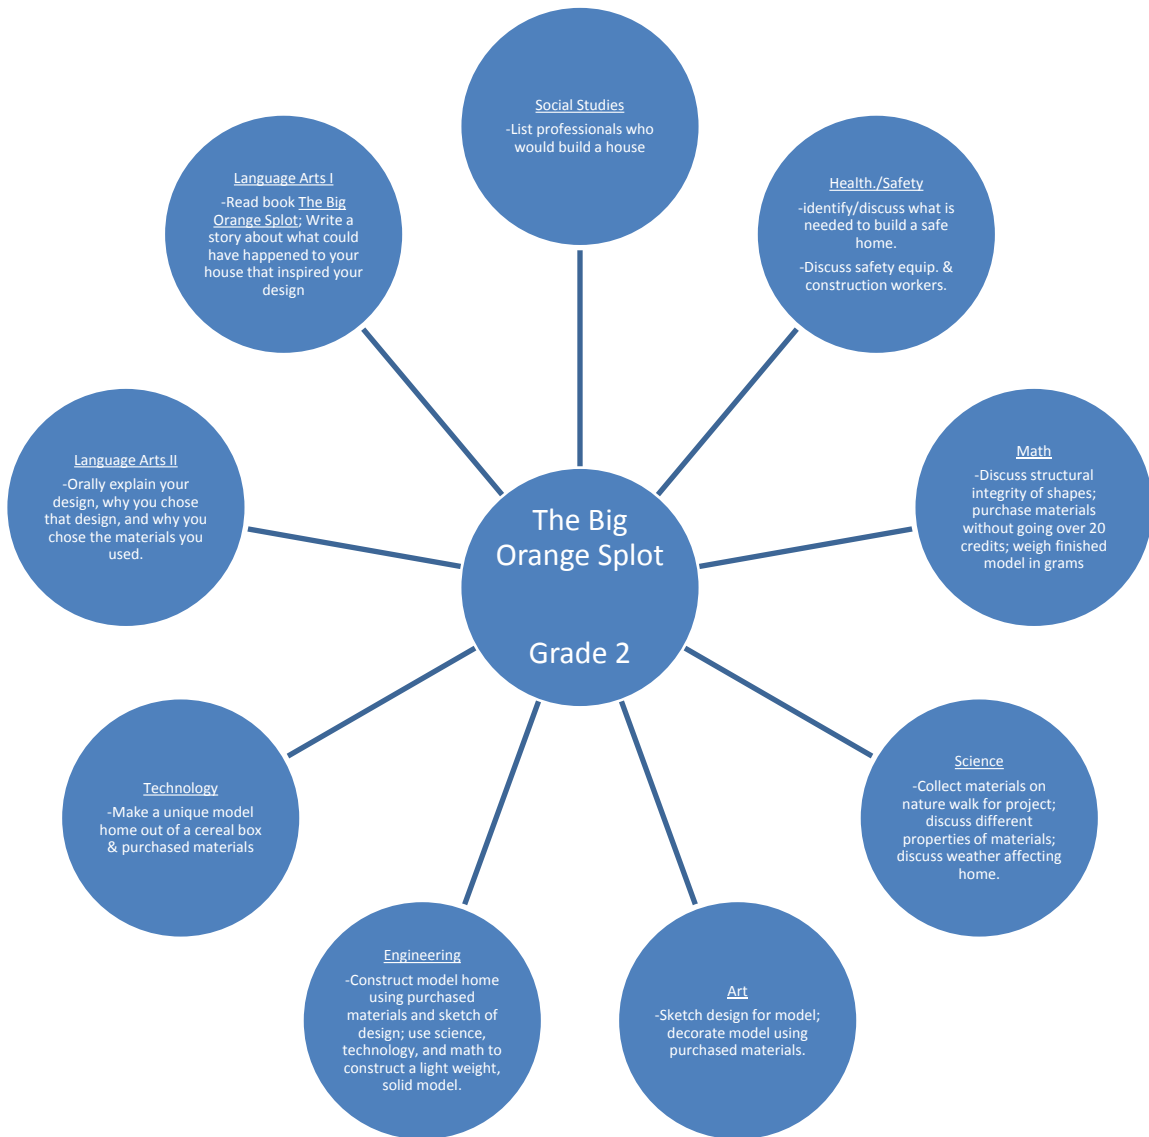 Social Studies
-List professionals who
would build a house
Language Arts I
-Read book The Big
Orange Splot; Write a
story about what could
have happened to your
house that inspired your
design
Health./Safety
-identify/discuss what is
needed to build a safe
home.
-Discuss safety equip. &
construction workers.
Language Arts II
-Orally explain your
design, why you chose
that design, and why you
chose the materials you
used.
The Big
Orange Splot
Grade 2
Math
-Discuss structural
integrity of shapes;
purchase materials
without going over 20
credits; weigh finished
model in grams
Technology
-Make a unique model
home out of a cereal box
& purchased materials
Science
-Collect materials on
nature walk for project;
discuss different
properties of materials;
discuss weather affecting
home.
Engineering
-Construct model home
using purchased
materials and sketch of
design; use science,
technology, and math to
construct a light weight,
solid model.
Art
-Sketch design for model;
decorate model using
purchased materials.